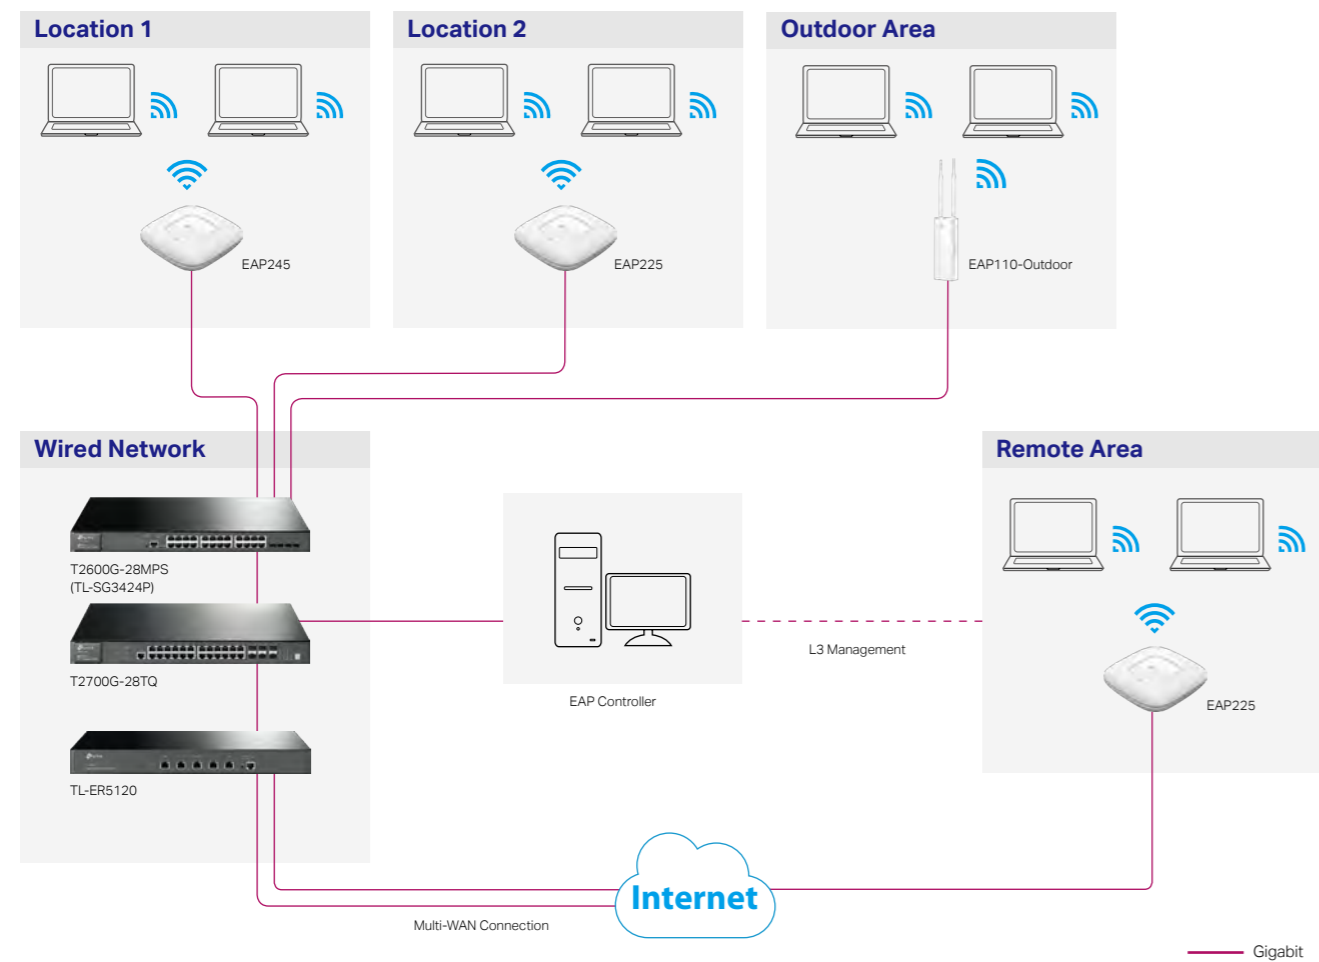 Location 1
Location 2
Outdoor Area
EAP245
EAP225
EAP110-Outdoor
Wired Network
Remote Area
T2600G-28MPS
(TL-SG3424P)
T2700G-28TQ
TL-ER5120
EAP Controller
L3 Management
EAP225
Internet
Multi-WAN Connection
Gigabit